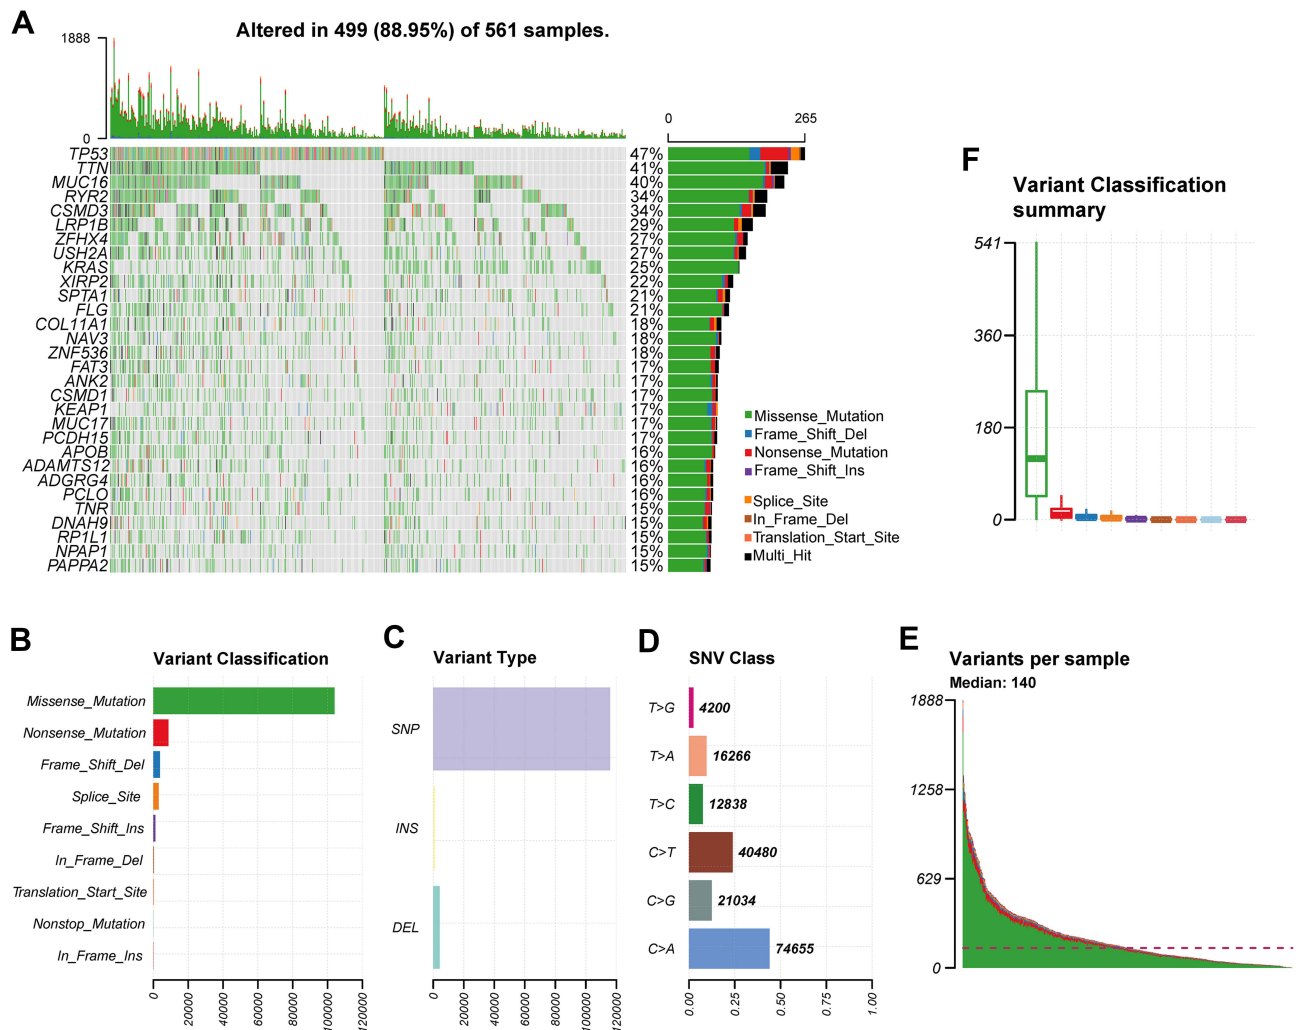 A
Altered in 499 (88.95%) of 561 samples.
1888
0
0 265
TP53 47%
TTN 41%
MUC16 40%
RYR2 34%
CSMD3 34%
LRP1B 29%
ZFHX4 27%
USH2A 27%
KRAS 25%
XIRP2 22%
SPTA1 21%
FLG 21%
COL11A1 18%
NAV3 18%
ZNF536 18%
FAT3 17%
ANK2 17%
CSMD1 17%
KEAP1 17%
MUC17 17%
PCDH15 17%
APOB 16%
ADAMTS12 16%
ADGRG4 16%
PCLO 16%
TNR 15%
DNAH9 15%
RP1L1 15%
NPAP1 15%
PAPPA2 15%
Missense_Mutation
Frame_Shift_Del
Nonsense_Mutation
Frame_Shift_Ins
Splice_Site
In_Frame_Del
Translation_Start_Site
Multi_Hit
F
Variant Classification
summary
541
360
180
0
B
Variant Classification
Missense_Mutation
Nonsense_Mutation
Frame_Shift_Del
Splice_Site
Frame_Shift_Ins
In_Frame_Del
Translation_Start_Site
Nonstop_Mutation
In_Frame_Ins
0 20000 40000 60000 80000 100000 120000
C
Variant Type
SNP
INS
DEL
0 20000 40000 60000 80000 100000 120000
D
SNV Class
T>G 4200
T>A 16266
T>C 12838
C>T 40480
C>G 21034
C>A 74655
0.00 0.25 0.50 0.75 1.00
E
Variants per sample
Median: 140
1888
1258
629
0